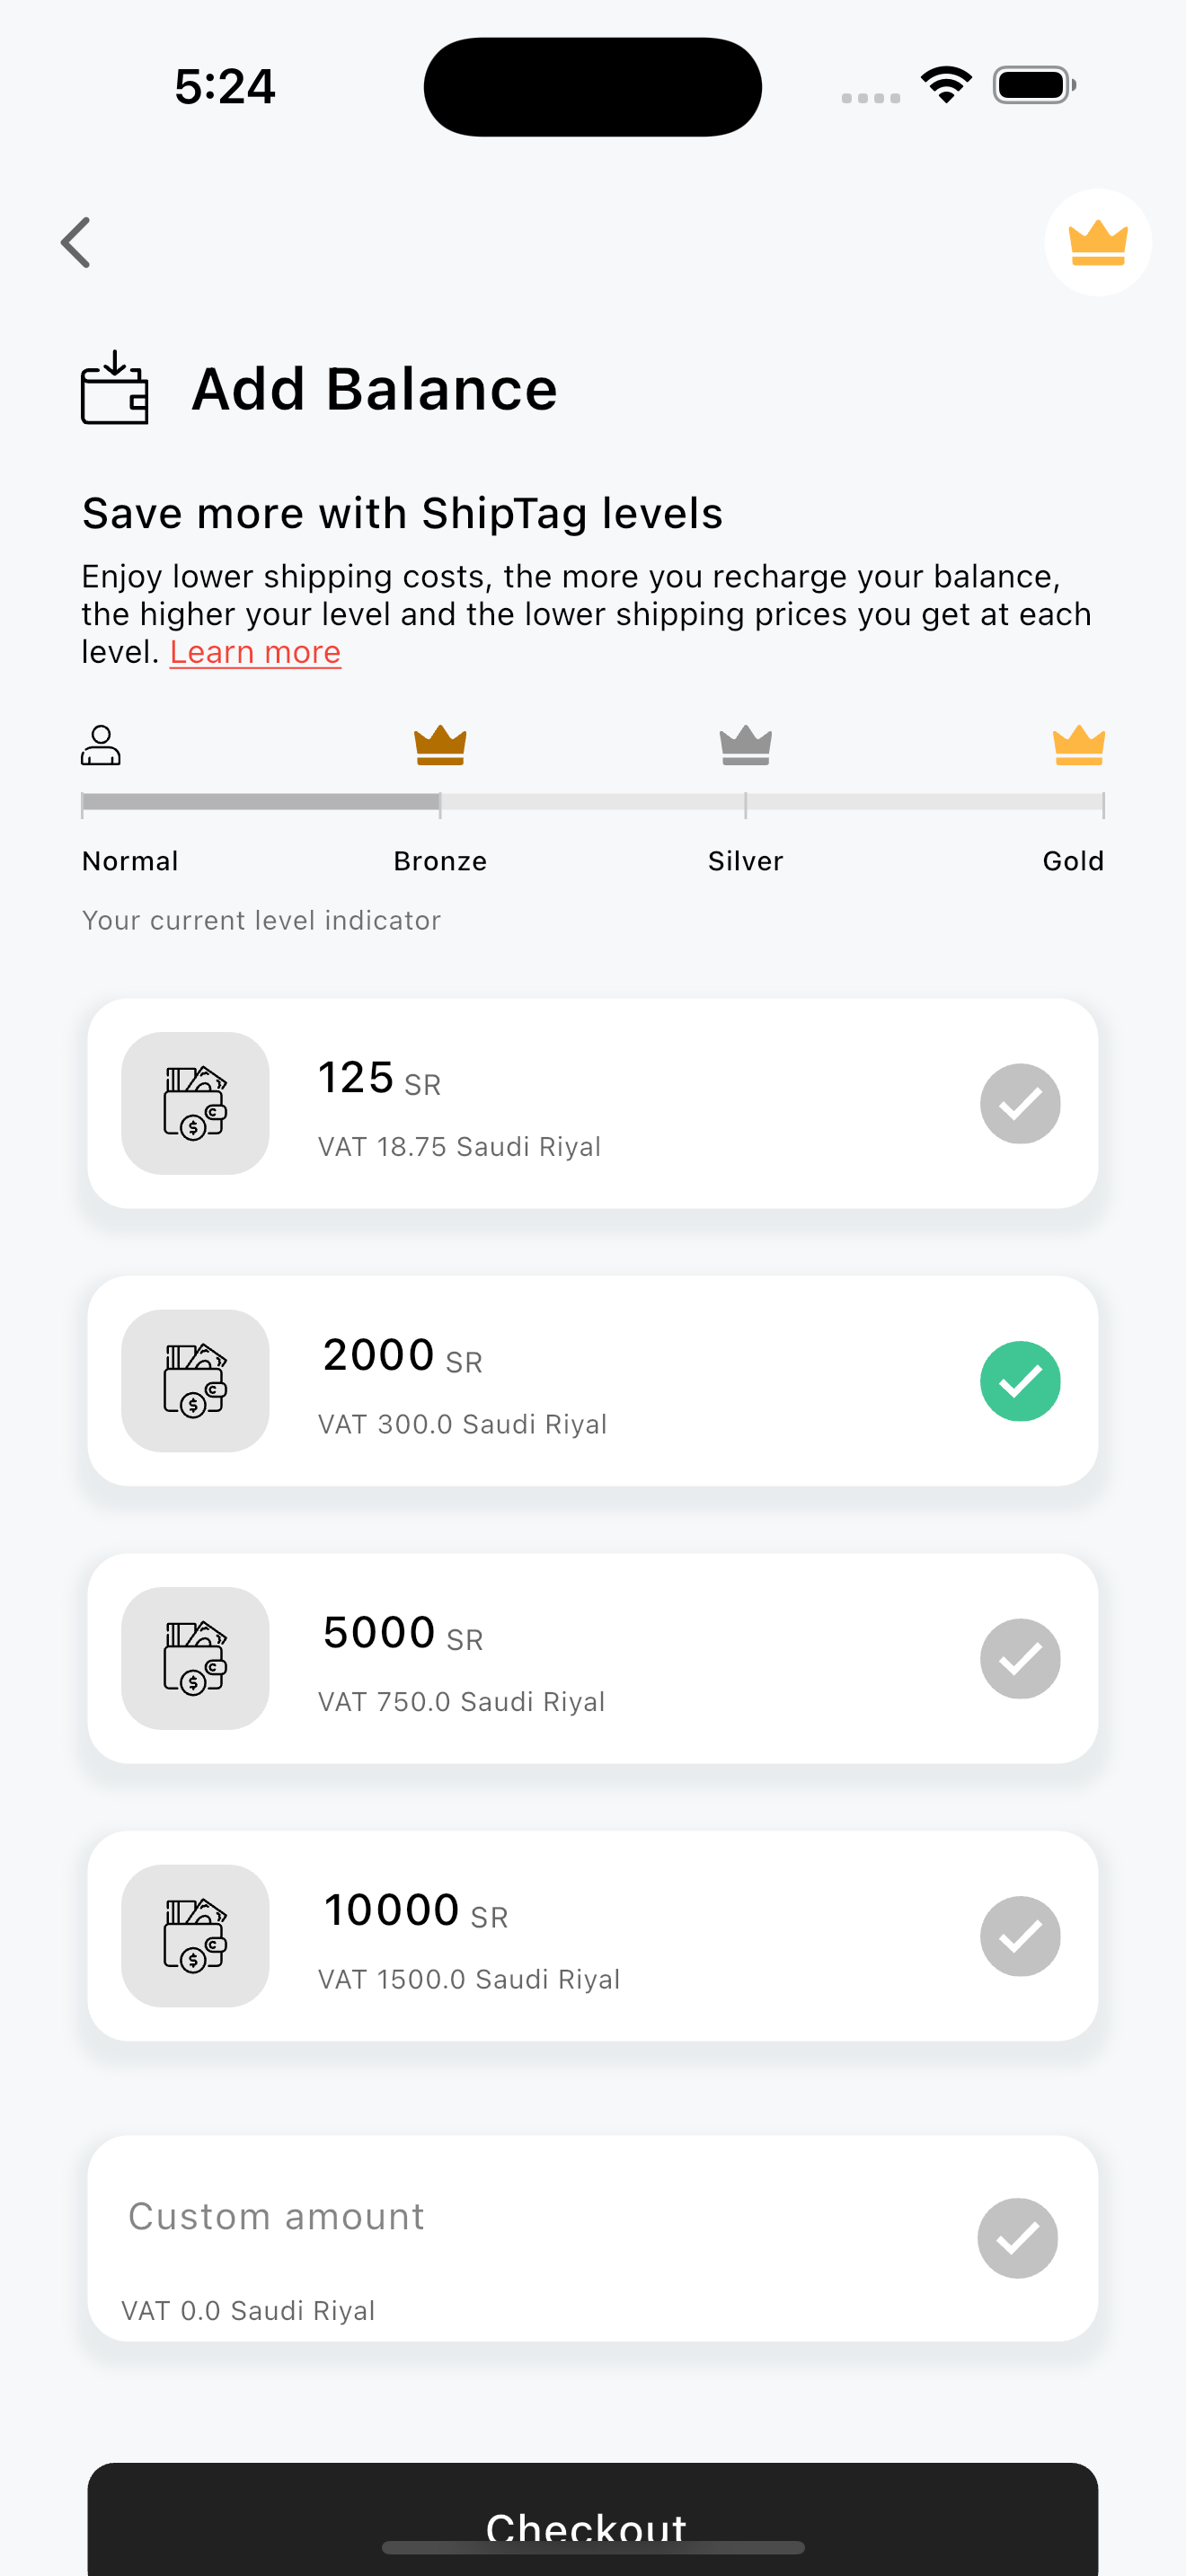 5:24
Add Balance
Save more with ShipTag levels
Enjoy lower shipping costs, the more you recharge your balance,
the higher your level and the lower shipping prices you get at each
level. Learn more
Normal Bronze Silver Gold
Your current level indicator
125 SR
VAT 18.75 Saudi Riyal
2000 SR
VAT 300.0 Saudi Riyal
5000 SR
VAT 750.0 Saudi Riyal
10000 SR
VAT 1500.0 Saudi Riyal
Custom amount
VAT 0.0 Saudi Riyal
Checkout